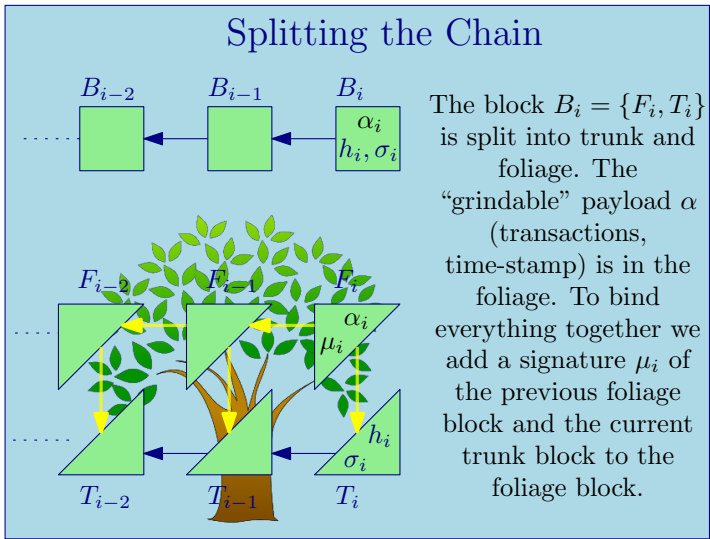 Splitting the Chain
B_{i−2} B_{i−1} B_i
α_i
h_i, σ_i
The block B_i = {F_i, T_i}
is split into trunk and
foliage. The
“grindable” payload α
(transactions,
time-stamp) is in the
foliage. To bind
everything together we
add a signature μ_i of
the previous foliage
block and the current
trunk block to the
foliage block.
F_{i−2} F_{i−1} F_i
α_i
μ_i
h_i
σ_i
T_{i−2} T_{i−1} T_i